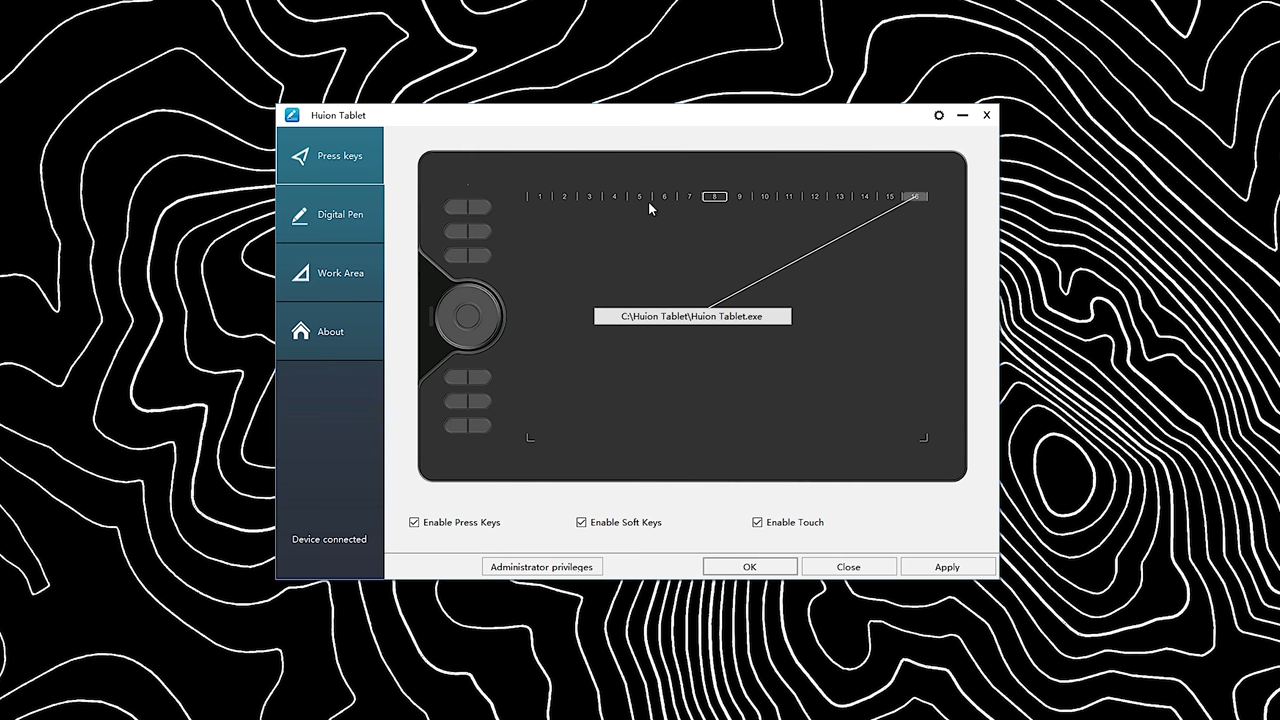 Huion Tablet
X
Press keys
Digital Pen
Work Area
About
Device connected
1 2 3 4 5 6 7 8 9 10 11 12 13 14 15 16
C:\Huion Tablet\Huion Tablet.exe
Enable Press Keys Enable Soft Keys Enable Touch
Administrator privileges OK Close Apply